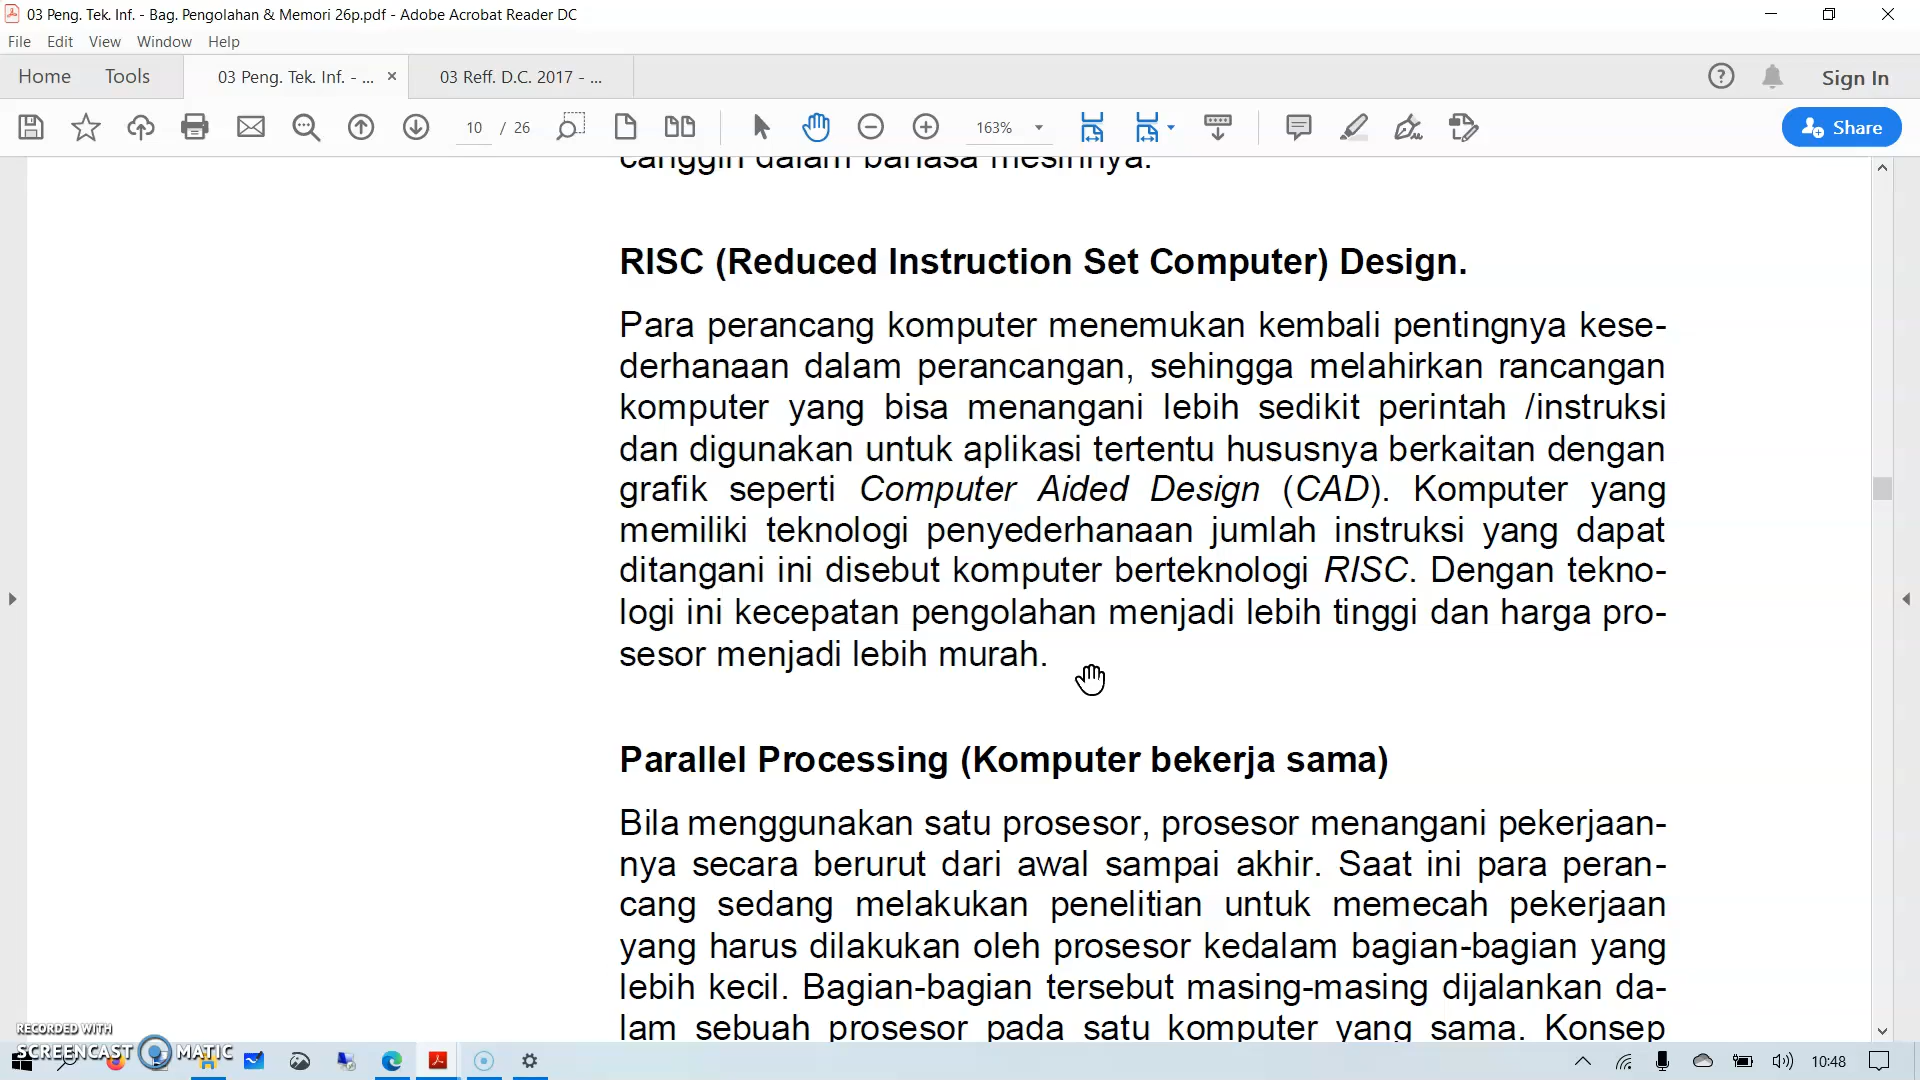 03 Peng. Tek. Inf. - Bag. Pengolahan & Memori 26p.pdf - Adobe Acrobat Reader DC
File Edit View Window Help
Home Tools 03 Peng. Tek. Inf. - ... 03 Reff. D.C. 2017 - ... Sign In
10 / 26 163% Share
canggih dalam bahasa mesinnya.
RISC (Reduced Instruction Set Computer) Design.
Para perancang komputer menemukan kembali pentingnya kese-
derhanaan dalam perancangan, sehingga melahirkan rancangan
komputer yang bisa menangani lebih sedikit perintah /instruksi
dan digunakan untuk aplikasi tertentu hususnya berkaitan dengan
grafik seperti Computer Aided Design (CAD). Komputer yang
memiliki teknologi penyederhanaan jumlah instruksi yang dapat
ditangani ini disebut komputer berteknologi RISC. Dengan tekno-
logi ini kecepatan pengolahan menjadi lebih tinggi dan harga pro-
sesor menjadi lebih murah.
Parallel Processing (Komputer bekerja sama)
Bila menggunakan satu prosesor, prosesor menangani pekerjaan-
nya secara berurut dari awal sampai akhir. Saat ini para peran-
cang sedang melakukan penelitian untuk memecah pekerjaan
yang harus dilakukan oleh prosesor kedalam bagian-bagian yang
lebih kecil. Bagian-bagian tersebut masing-masing dijalankan da-
lam sebuah prosesor pada satu komputer yang sama. Konsep
RECORDED WITH
SCREENCAST MATIC
10:48